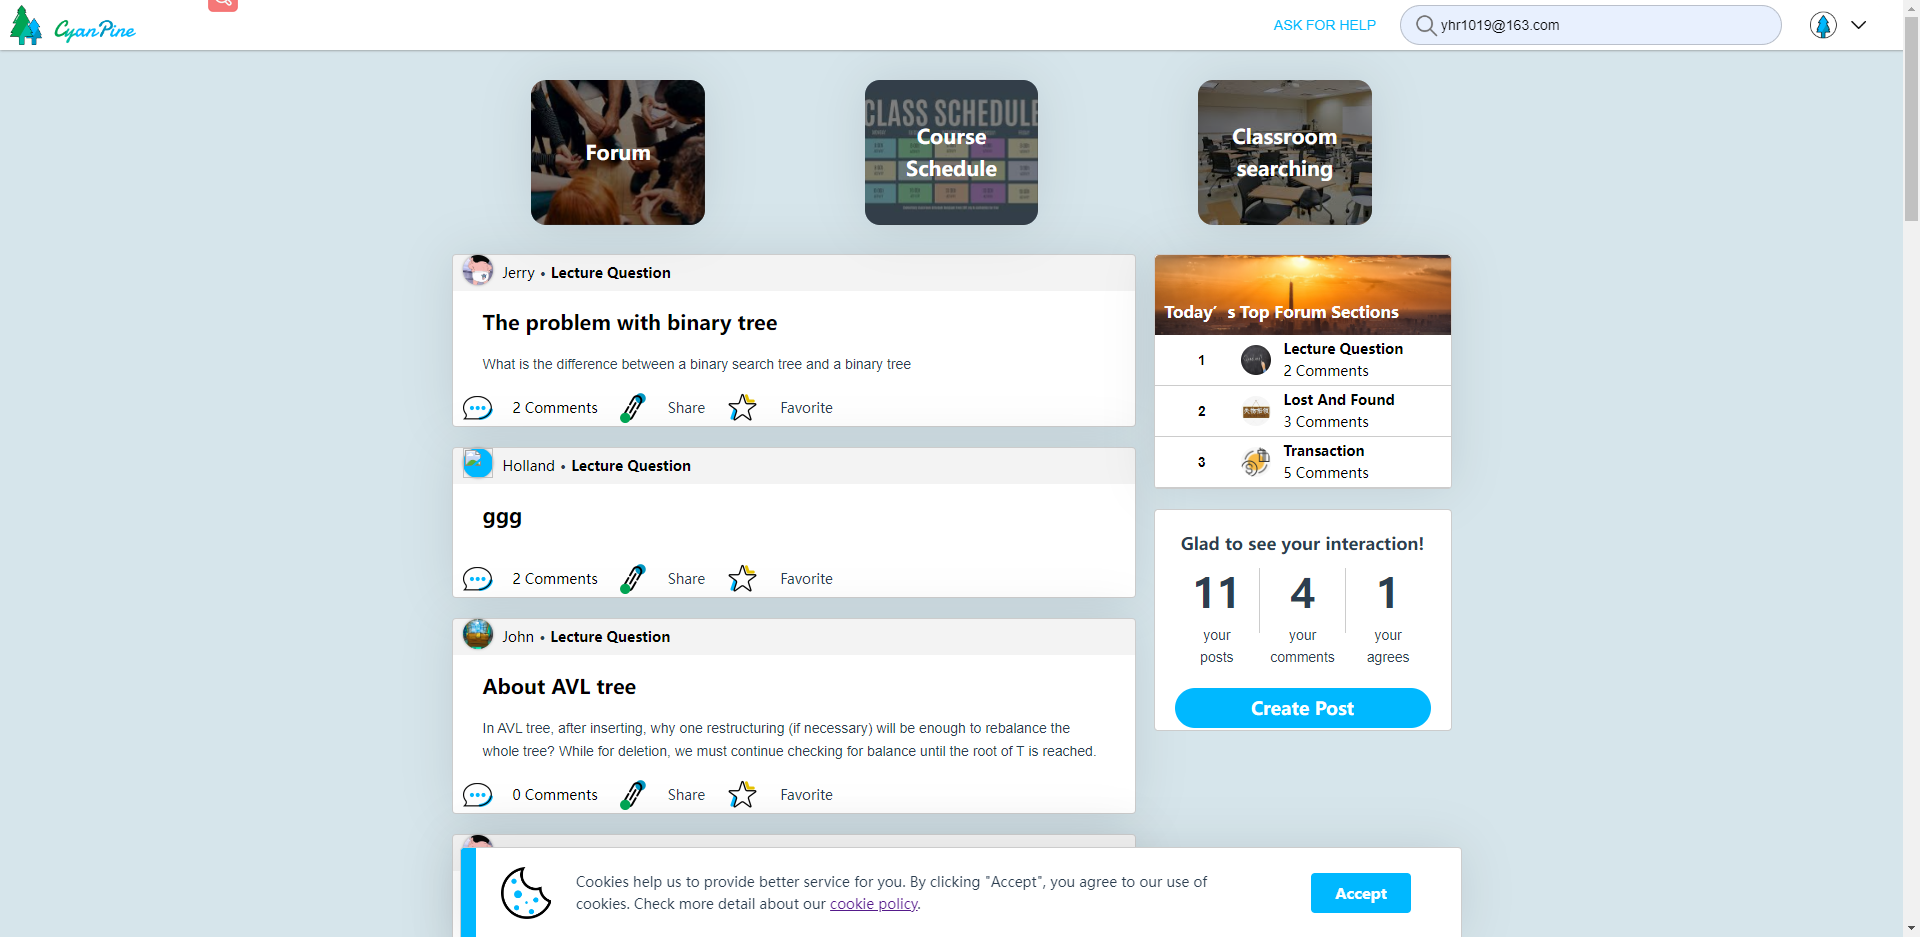 CyanPine
ASK FOR HELP
yhr1019@163.com
Forum
CLASS SCHEDULE
Course
Schedule
Classroom
searching
Jerry • Lecture Question
The problem with binary tree
What is the difference between a binary search tree and a binary tree
2 Comments Share Favorite
Holland • Lecture Question
ggg
2 Comments Share Favorite
John • Lecture Question
About AVL tree
In AVL tree, after inserting, why one restructuring (if necessary) will be enough to rebalance the
whole tree? While for deletion, we must continue checking for balance until the root of T is reached.
0 Comments Share Favorite
Today’s Top Forum Sections
1 Lecture Question
2 Comments
2 Lost And Found
3 Comments
3 Transaction
5 Comments
Glad to see your interaction!
11 4 1
your your your
posts comments agrees
Create Post
Cookies help us to provide better service for you. By clicking "Accept", you agree to our use of
cookies. Check more detail about our cookie policy.
Accept